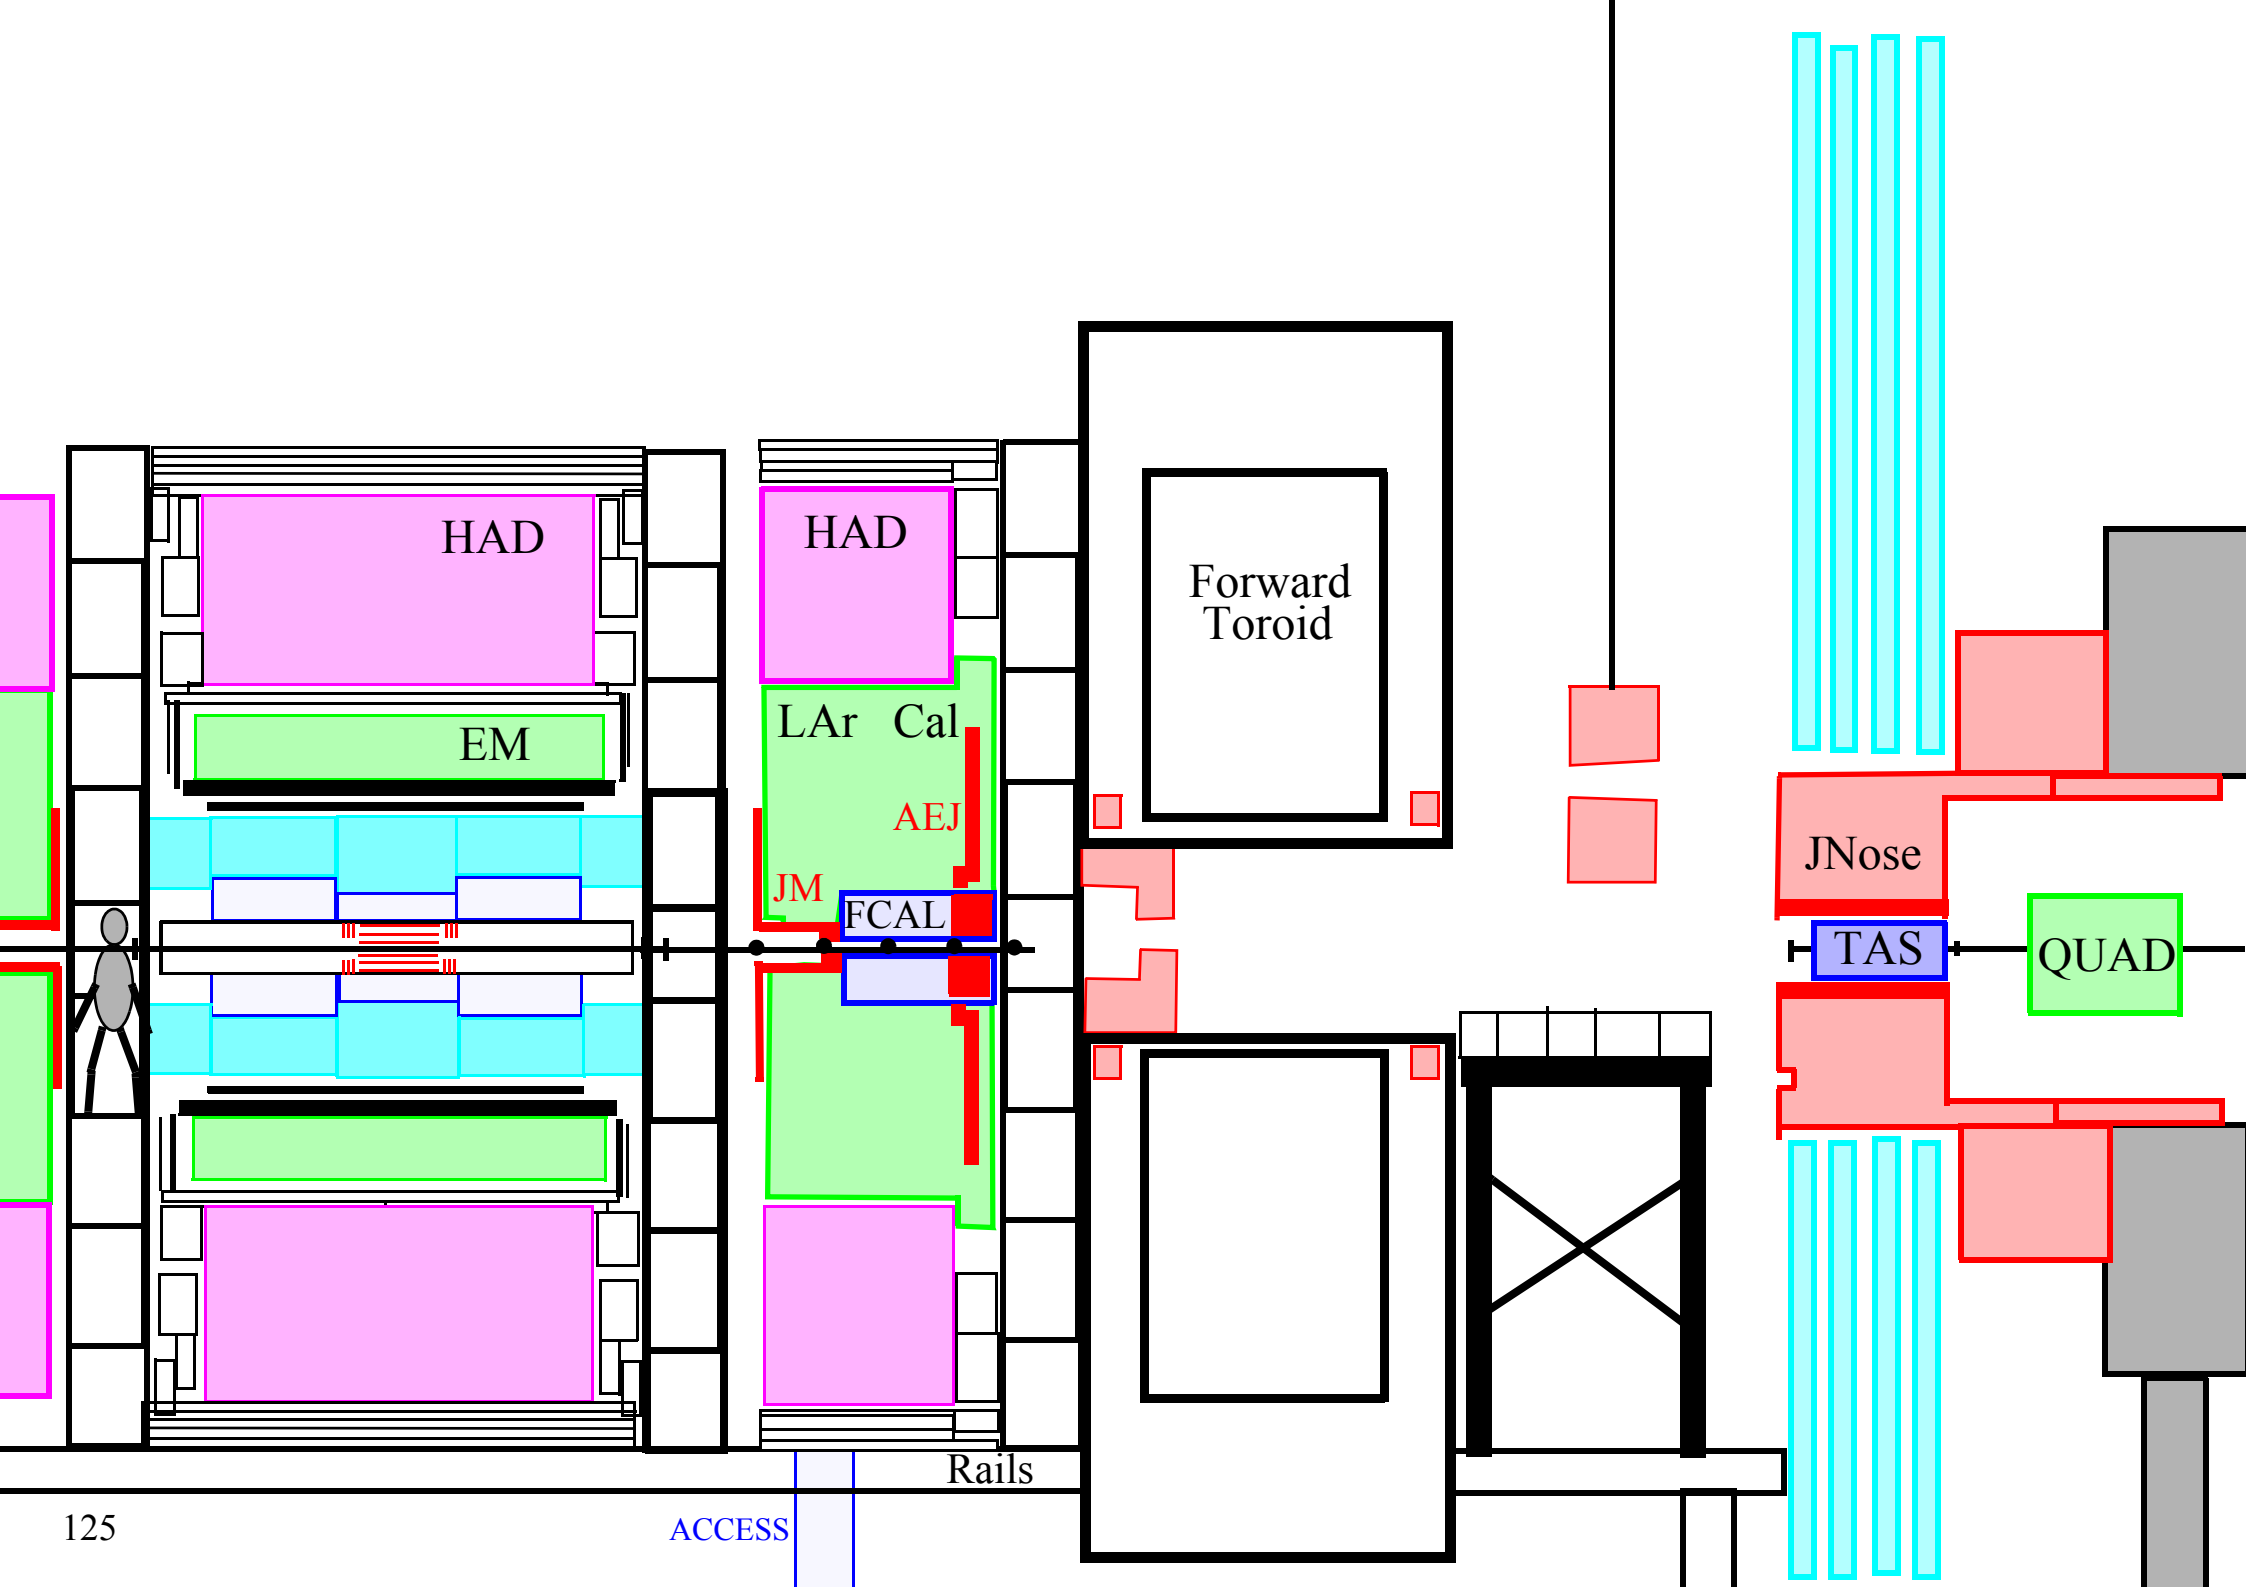 HAD
HAD
Forward
Toroid
EM
LAr Cal
AEJ
JM
FCAL
JNose
TAS
QUAD
Rails
125
ACCESS